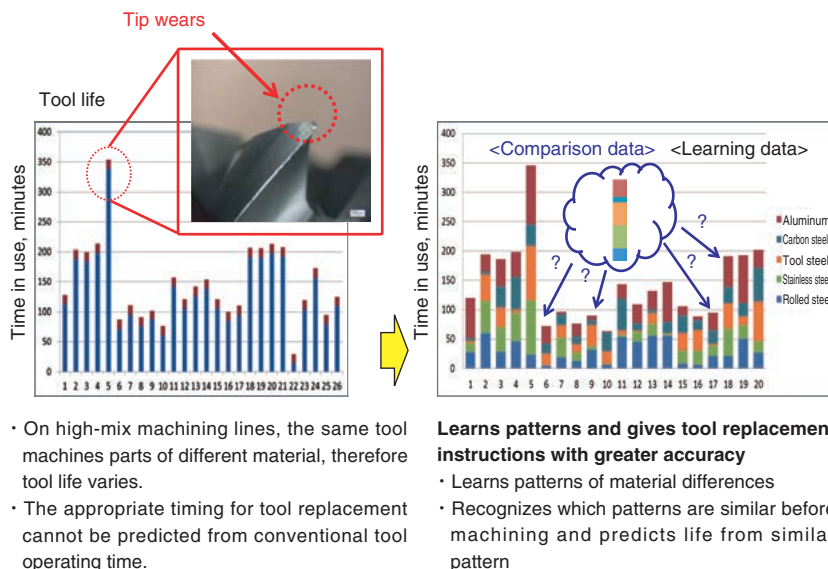 Tip wears
Tool life
Time in use, minutes
400
350
300
250
200
150
100
50
0
1 2 3 4 5 6 7 8 9 10 11 12 13 14 15 16 17 18 19 20 21 22 23 24 25 26
・On high-mix machining lines, the same tool
machines parts of different material, therefore
tool life varies.
・The appropriate timing for tool replacement
cannot be predicted from conventional tool
operating time.
Time in use, minutes
400
350
300
250
200
150
100
50
0
<Comparison data> <Learning data>
?
?
?
?
Aluminum
Carbon steel
Tool steel
Stainless steel
Rolled stee
1 2 3 4 5 6 7 8 9 10 11 12 13 14 15 16 17 18 19 20
Learns patterns and gives tool replacemen
instructions with greater accuracy
・Learns patterns of material differences
・Recognizes which patterns are similar before
machining and predicts life from simila
pattern